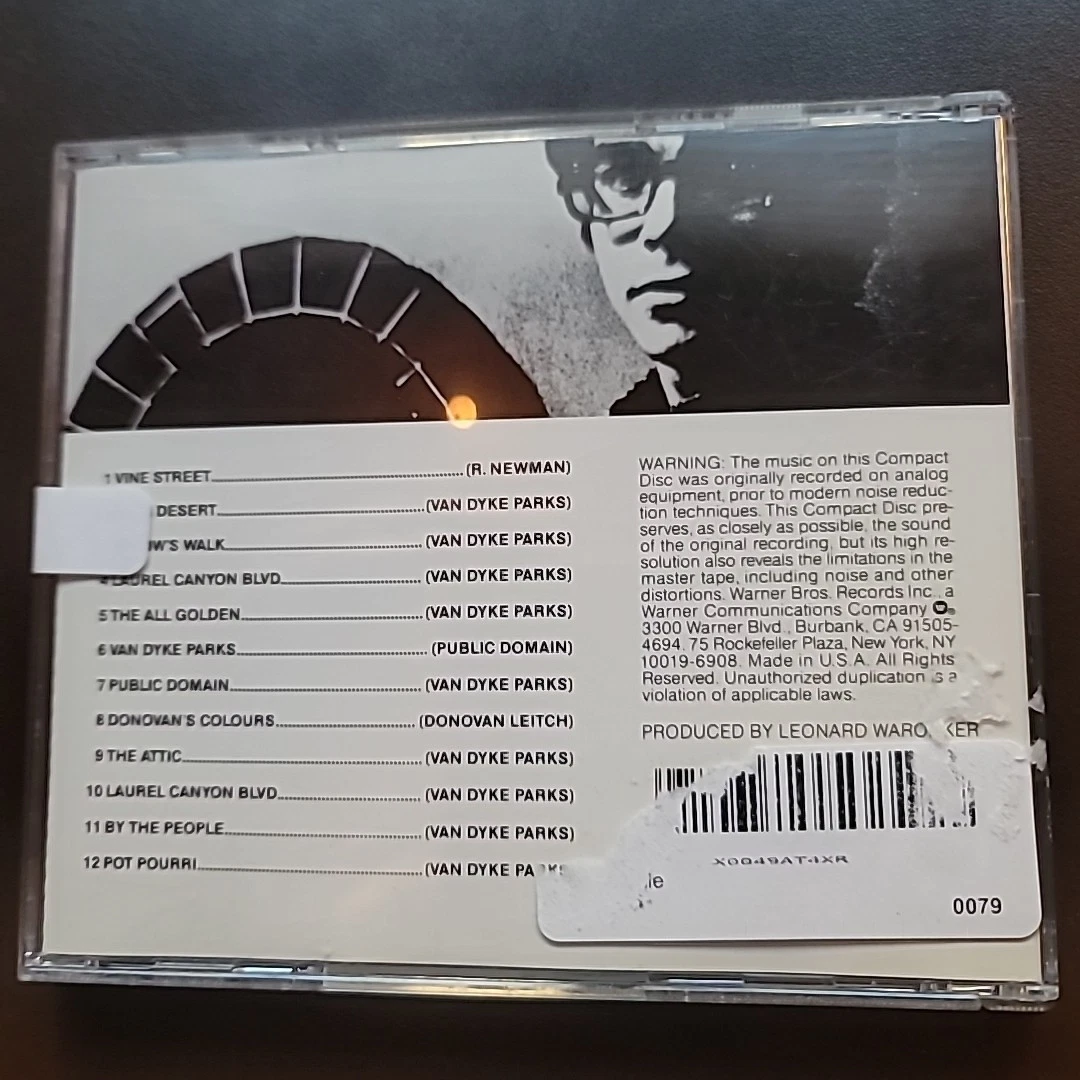 1 VINE STREET (R. NEWMAN)
DESERT (VAN DYKE PARKS)
OW'S WALK (VAN DYKE PARKS)
4 LAUREL CANYON BLVD (VAN DYKE PARKS)
5 THE ALL GOLDEN (VAN DYKE PARKS)
6 VAN DYKE PARKS (PUBLIC DOMAIN)
7 PUBLIC DOMAIN (VAN DYKE PARKS)
8 DONOVAN'S COLOURS (DONOVAN LEITCH)
9 THE ATTIC (VAN DYKE PARKS)
10 LAUREL CANYON BLVD (VAN DYKE PARKS)
11 BY THE PEOPLE (VAN DYKE PARKS)
12 POT POURRI (VAN DYKE PA
WARNING: The music on this Compact
Disc was originally recorded on analog
equipment, prior to modern noise reduc-
tion techniques. This Compact Disc pre-
serves, as closely as possible, the sound
of the original recording, but its high re-
solution also reveals the limitations in the
master tape, including noise and other
distortions. Warner Bros. Records Inc., a
Warner Communications Company
3300 Warner Blvd., Burbank, CA 91505-
4694. 75 Rockefeller Plaza, New York, NY
10019-6908. Made in U.S.A. All Rights
Reserved. Unauthorized duplication is a
violation of applicable laws.
PRODUCED BY LEONARD WARO KER
X0049AT4XR
le
0079